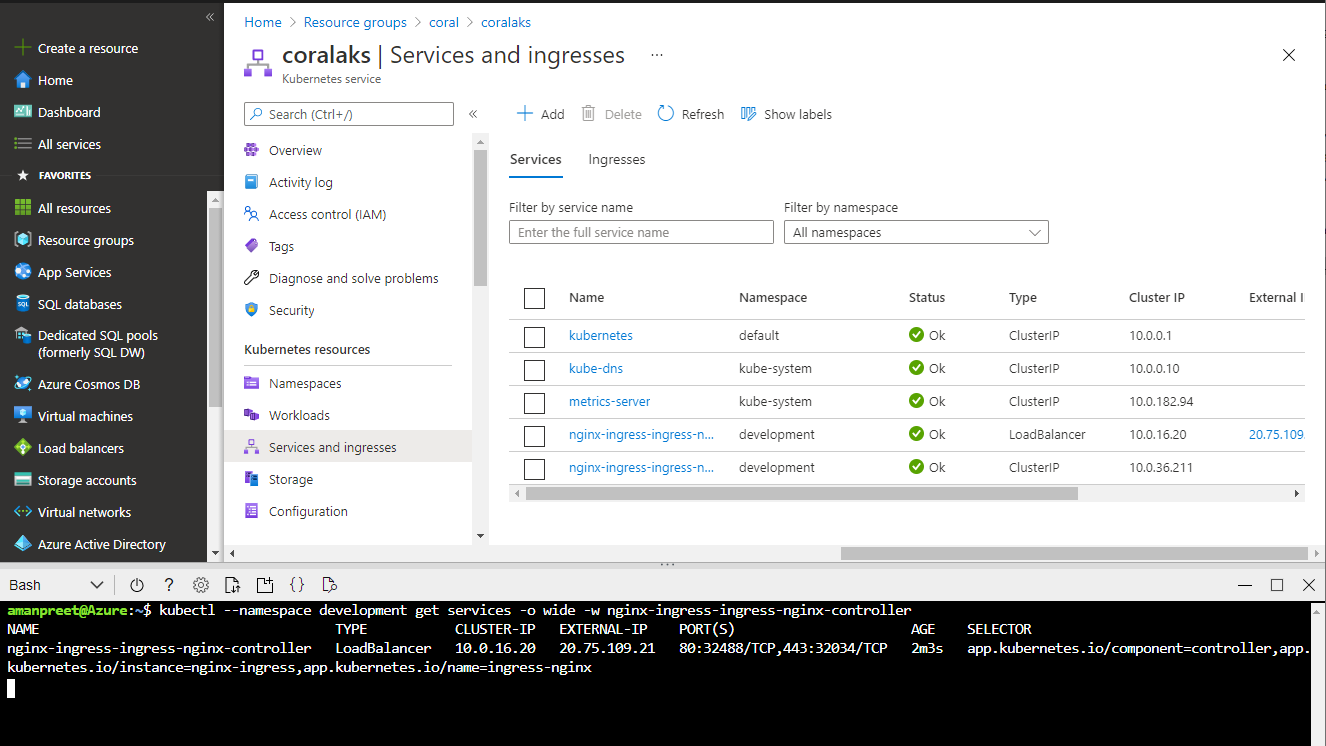 «
Create a resource
Home
Dashboard
All services
FAVORITES
All resources
Resource groups
App Services
SQL databases
Dedicated SQL pools
(formerly SQL DW)
Azure Cosmos DB
Virtual machines
Load balancers
Storage accounts
Virtual networks
Azure Active Directory
Home > Resource groups > coral > coralaks
coralaks | Services and ingresses ...
Kubernetes service
Search (Ctrl+/) «
Overview
Activity log
Access control (IAM)
Tags
Diagnose and solve problems
Security
Kubernetes resources
Namespaces
Workloads
Services and ingresses
Storage
Configuration
Add Delete Refresh Show labels
Services Ingresses
Filter by service name Filter by namespace
Enter the full service name All namespaces
Name Namespace Status Type Cluster IP External I
kubernetes default Ok ClusterIP 10.0.0.1
kube-dns kube-system Ok ClusterIP 10.0.0.10
metrics-server kube-system Ok ClusterIP 10.0.182.94
nginx-ingress-ingress-n... development Ok LoadBalancer 10.0.16.20 20.75.109.
nginx-ingress-ingress-n... development Ok ClusterIP 10.0.36.211
Bash ? {}
amanpreet@Azure:~$ kubectl --namespace development get services -o wide -w nginx-ingress-ingress-nginx-controller
NAME TYPE CLUSTER-IP EXTERNAL-IP PORT(S) AGE SELECTOR
nginx-ingress-ingress-nginx-controller LoadBalancer 10.0.16.20 20.75.109.21 80:32488/TCP,443:32034/TCP 2m3s app.kubernetes.io/component=controller,app.
kubernetes.io/instance=nginx-ingress,app.kubernetes.io/name=ingress-nginx